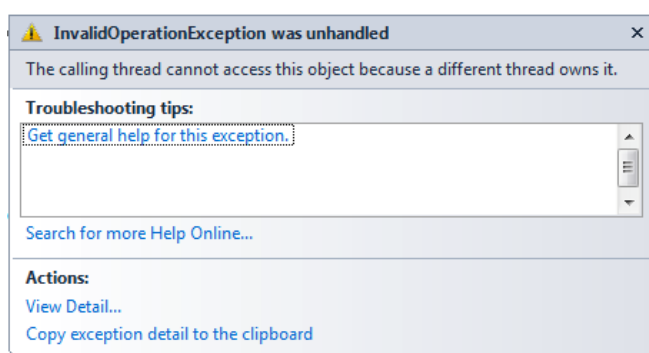 InvalidOperationException was unhandled
The calling thread cannot access this object because a different thread owns it.
Troubleshooting tips:
Get general help for this exception.
Search for more Help Online...
Actions:
View Detail...
Copy exception detail to the clipboard